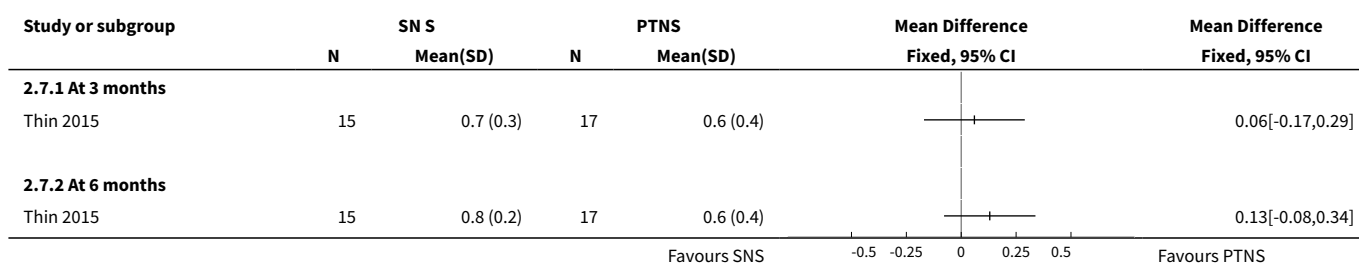 Study or subgroup SN S PTNS Mean Difference Mean Difference
N Mean(SD) N Mean(SD) Fixed, 95% CI Fixed, 95% CI
2.7.1 At 3 months
Thin 2015 15 0.7 (0.3) 17 0.6 (0.4) 0.06[-0.17,0.29]
2.7.2 At 6 months
Thin 2015 15 0.8 (0.2) 17 0.6 (0.4) 0.13[-0.08,0.34]
Favours SNS -0.5 -0.25 0 0.25 0.5 Favours PTNS